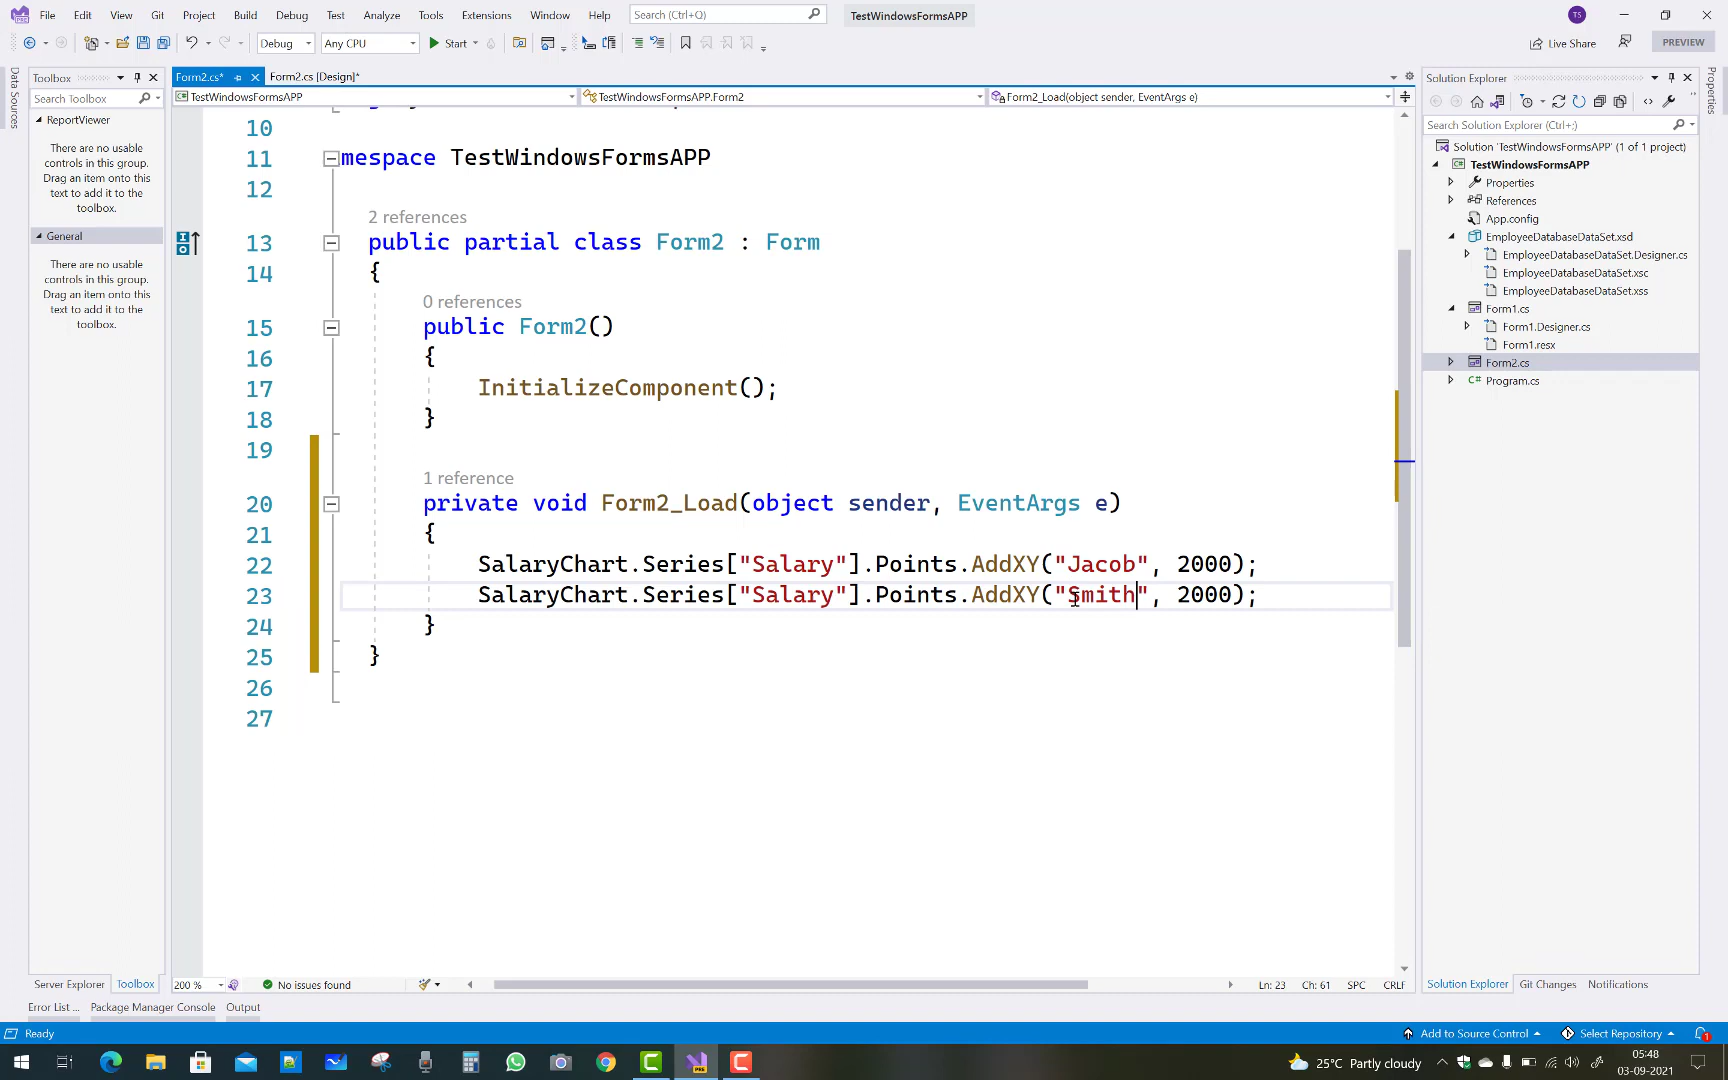 File Edit View Git Project Build Debug Test Analyze Tools Extensions Window Help Search (Ctrl+Q) TestWindowsFormsAPP TS
Debug Any CPU Start Live Share PREVIEW
Data Sources
Toolbox
Search Toolbox
ReportViewer
There are no usable
controls in this group.
Drag an item onto this
text to add it to the
toolbox.
General
There are no usable
controls in this group.
Drag an item onto this
text to add it to the
toolbox.
Server Explorer Toolbox
Form2.cs* Form2.cs [Design]*
TestWindowsFormsAPP TestWindowsFormsAPP.Form2 Form2_Load(object sender, EventArgs e)
10
11 mespace TestWindowsFormsAPP
12
2 references
13 public partial class Form2 : Form
14 {
0 references
15 public Form2()
16 {
17 InitializeComponent();
18 }
19
1 reference
20 private void Form2_Load(object sender, EventArgs e)
21 {
22 SalaryChart.Series["Salary"].Points.AddXY("Jacob", 2000);
23 SalaryChart.Series["Salary"].Points.AddXY("Smith", 2000);
24 }
25 }
26
27
200 % No issues found Ln: 23 Ch: 61 SPC CRLF
Solution Explorer
Search Solution Explorer (Ctrl+;)
Solution 'TestWindowsFormsAPP' (1 of 1 project)
TestWindowsFormsAPP
Properties
References
App.config
EmployeeDatabaseDataSet.xsd
EmployeeDatabaseDataSet.Designer.cs
EmployeeDatabaseDataSet.xsc
EmployeeDatabaseDataSet.xss
Form1.cs
Form1.Designer.cs
Form1.resx
Form2.cs
Program.cs
Solution Explorer Git Changes Notifications
Properties
Error List ... Package Manager Console Output
Ready Add to Source Control Select Repository 1
25°C Partly cloudy
05:48
03-09-2021